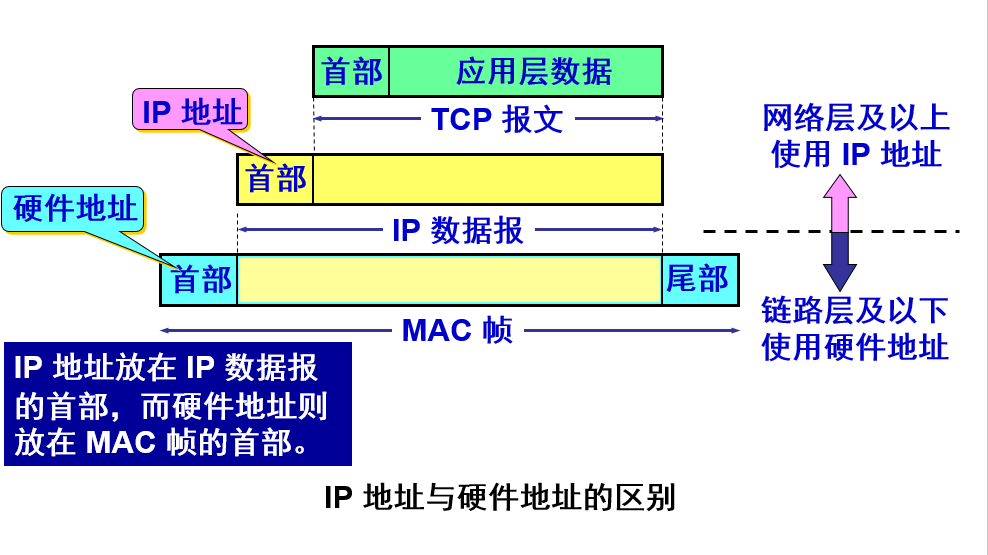 首部 应用层数据
TCP 报文
IP 地址
首部
硬件地址
IP 数据报
首部 尾部
MAC 帧
网络层及以上
使用 IP 地址
链路层及以下
使用硬件地址
IP 地址放在 IP 数据报
的首部，而硬件地址则
放在 MAC 帧的首部。
IP 地址与硬件地址的区别